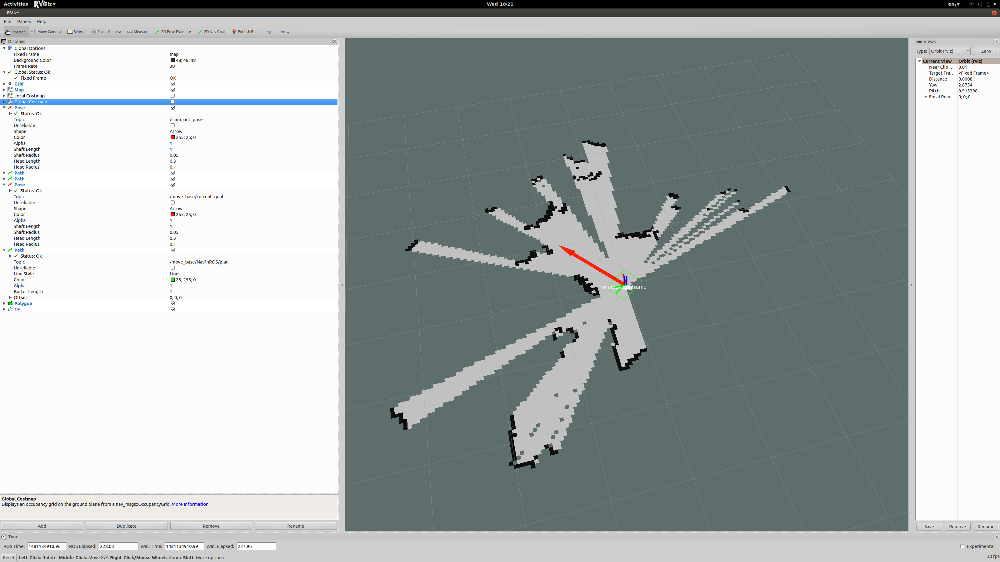 Activities RViz ▾ Wed 18:21 en₁▾
RViz*
File Panels Help
Interact Move Camera Select Focus Camera Measure 2D Pose Estimate 2D Nav Goal Publish Point
Displays
Global Options
Fixed Frame map
Background Color 48; 48; 48
Frame Rate 30
Global Status: Ok
Fixed Frame OK
Grid
Map
Local Costmap
Global Costmap
Pose
Status: Ok
Topic /slam_out_pose
Unreliable
Shape Arrow
Color 255; 25; 0
Alpha 1
Shaft Length 1
Shaft Radius 0.05
Head Length 0.3
Head Radius 0.1
Path
Path
Pose
Status: Ok
Topic /move_base/current_goal
Unreliable
Shape Arrow
Color 255; 25; 0
Alpha 1
Shaft Length 1
Shaft Radius 0.05
Head Length 0.3
Head Radius 0.1
Path
Status: Ok
Topic /move_base/NavfnROS/plan
Unreliable
Line Style Lines
Color 25; 255; 0
Alpha 1
Buffer Length 1
Offset 0; 0; 0
Polygon
TF
Global Costmap
Displays an occupancy grid on the ground plane from a nav_msgs::OccupancyGrid. More Information.
Add Duplicate Remove Rename
Views
Type: Orbit (rviz) Zero
Current View Orbit (rviz)
Near Clip ... 0.01
Target Fra... <Fixed Frame>
Distance 8.80081
Yaw 2.8754
Pitch 0.915398
Focal Point 0; 0; 0
Save Remove Rename
Time
ROS Time: 1481134910.96 ROS Elapsed: 228.03 Wall Time: 1481134910.99 Wall Elapsed: 227.96 Experimental
Reset Left-Click: Rotate. Middle-Click: Move X/Y. Right-Click/Mouse Wheel:: Zoom. Shift: More options. 30 fps